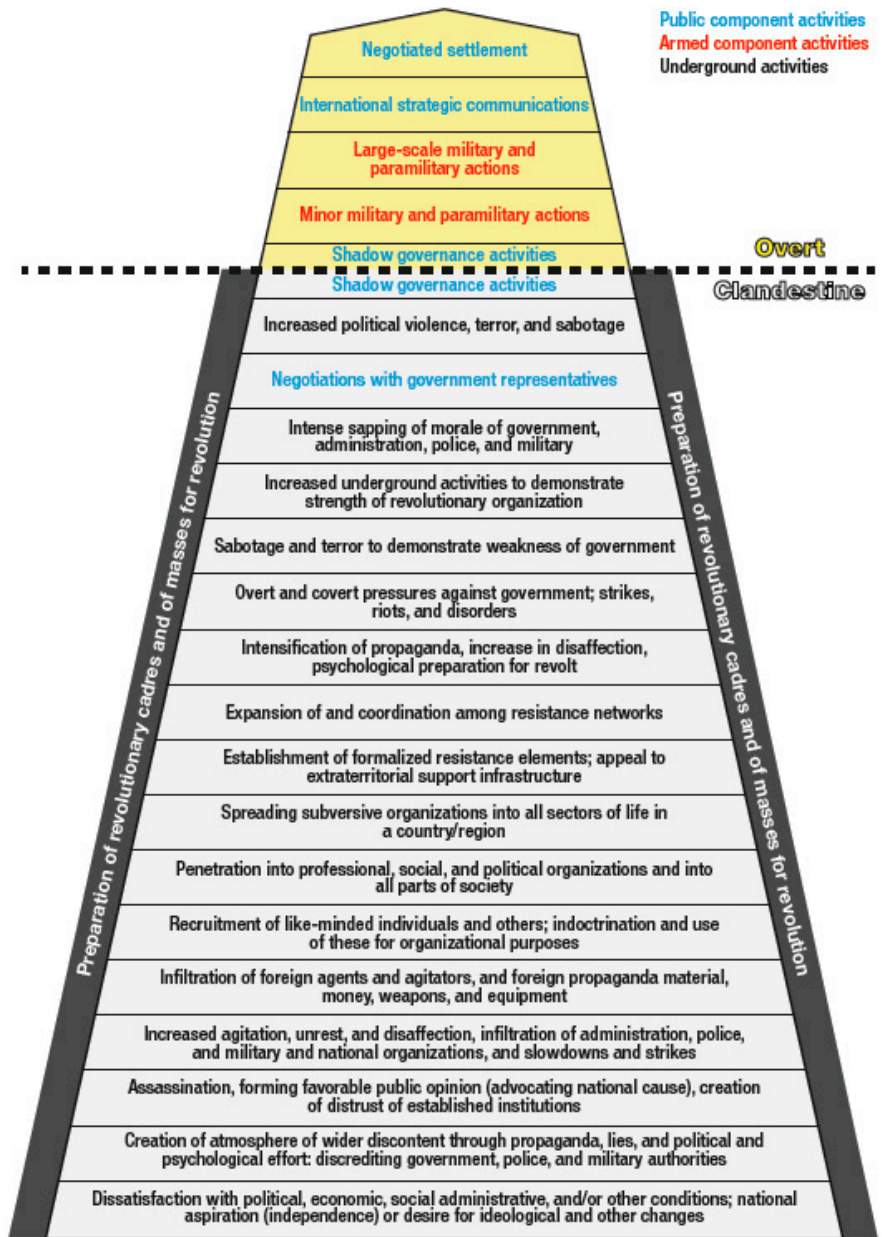 Public component activities
Armed component activities
Underground activities
Negotiated settlement
International strategic communications
Large-scale military and
paramilitary actions
Minor military and paramilitary actions
Shadow governance activities
Overt
Clandestine
Shadow governance activities
Increased political violence, terror, and sabotage
Negotiations with government representatives
Intense sapping of morale of government,
administration, police, and military
Increased underground activities to demonstrate
strength of revolutionary organization
Sabotage and terror to demonstrate weakness of government
Overt and covert pressures against government; strikes,
riots, and disorders
Intensification of propaganda, increase in disaffection,
psychological preparation for revolt
Expansion of and coordination among resistance networks
Establishment of formalized resistance elements; appeal to
extraterritorial support infrastructure
Spreading subversive organizations into all sectors of life in
a country/region
Penetration into professional, social, and political organizations and into
all parts of society
Recruitment of like-minded individuals and others; indoctrination and use
of these for organizational purposes
Infiltration of foreign agents and agitators, and foreign propaganda material,
money, weapons, and equipment
Increased agitation, unrest, and disaffection, infiltration of administration, police,
and military and national organizations, and slowdowns and strikes
Assassination, forming favorable public opinion (advocating national cause), creation
of distrust of established institutions
Creation of atmosphere of wider discontent through propaganda, lies, and political and
psychological effort: discrediting government, police, and military authorities
Dissatisfaction with political, economic, social administrative, and/or other conditions; national
aspiration (independence) or desire for ideological and other changes
Preparation of revolutionary cadres and of masses for revolution
Preparation of revolutionary cadres and of masses for revolution